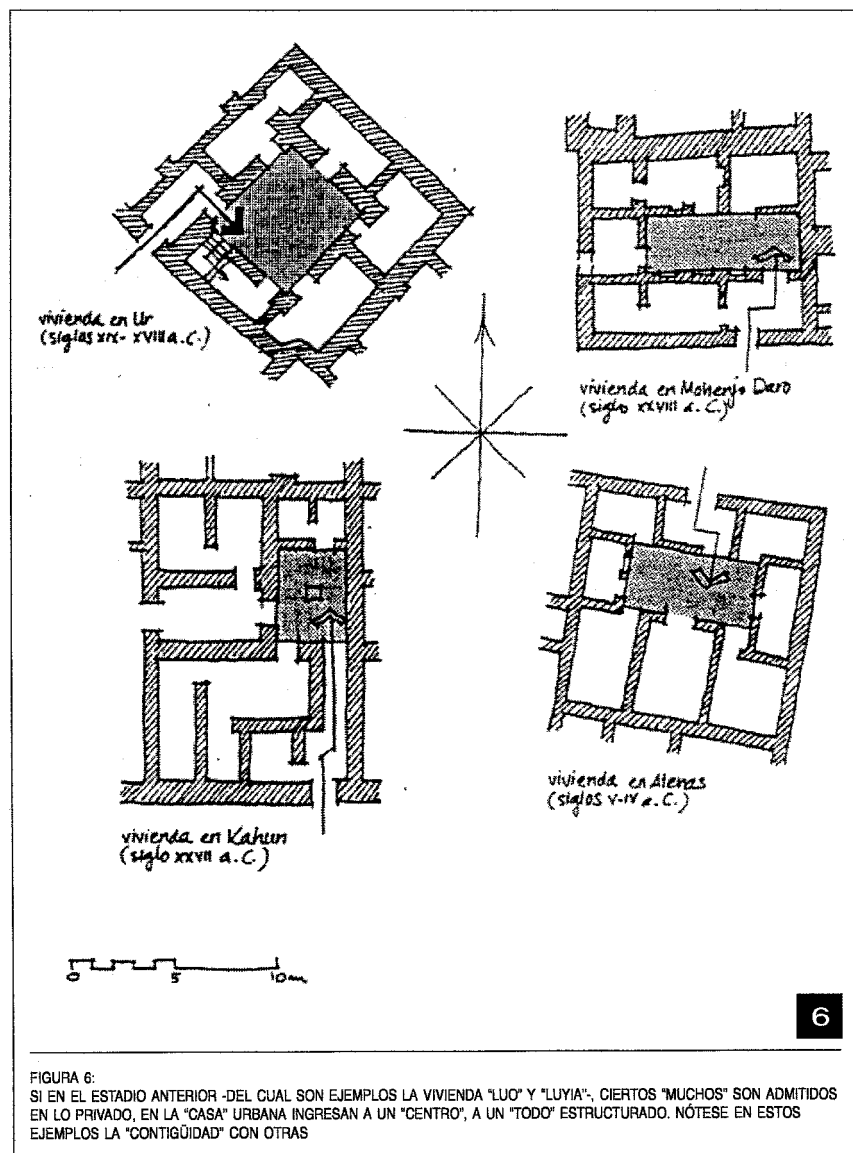 vivienda en Ur
(siglos XIX-XVIII a.C.)
vivienda en Mohenjo Daro
(siglo XXVIII a.C.)
vivienda en Kahun
(siglo XXVII a.C.)
vivienda en Atenas
(siglos V-IV a.C.)
0 5 10m
6
FIGURA 6:
SI EN EL ESTADIO ANTERIOR -DEL CUAL SON EJEMPLOS LA VIVIENDA "LUO" Y "LUYIA"-, CIERTOS "MUCHOS" SON ADMITIDOS
EN LO PRIVADO, EN LA "CASA" URBANA INGRESAN A UN "CENTRO", A UN "TODO" ESTRUCTURADO. NÓTESE EN ESTOS
EJEMPLOS LA "CONTIGÜIDAD" CON OTRAS